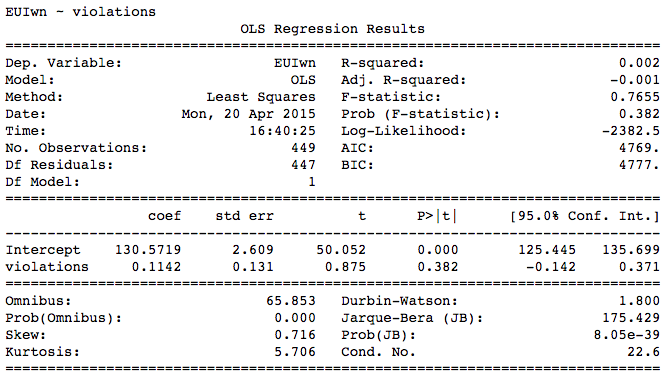 EUIwn ~ violations
OLS Regression Results
==============================================================================
Dep. Variable: EUIwn R-squared: 0.002
Model: OLS Adj. R-squared: -0.001
Method: Least Squares F-statistic: 0.7655
Date: Mon, 20 Apr 2015 Prob (F-statistic): 0.382
Time: 16:40:25 Log-Likelihood: -2382.5
No. Observations: 449 AIC: 4769.
Df Residuals: 447 BIC: 4777.
Df Model: 1
==============================================================================
coef std err t P>|t| [95.0% Conf. Int.]
------------------------------------------------------------------------------
Intercept 130.5719 2.609 50.052 0.000 125.445 135.699
violations 0.1142 0.131 0.875 0.382 -0.142 0.371
==============================================================================
Omnibus: 65.853 Durbin-Watson: 1.800
Prob(Omnibus): 0.000 Jarque-Bera (JB): 175.429
Skew: 0.716 Prob(JB): 8.05e-39
Kurtosis: 5.706 Cond. No. 22.6
==============================================================================